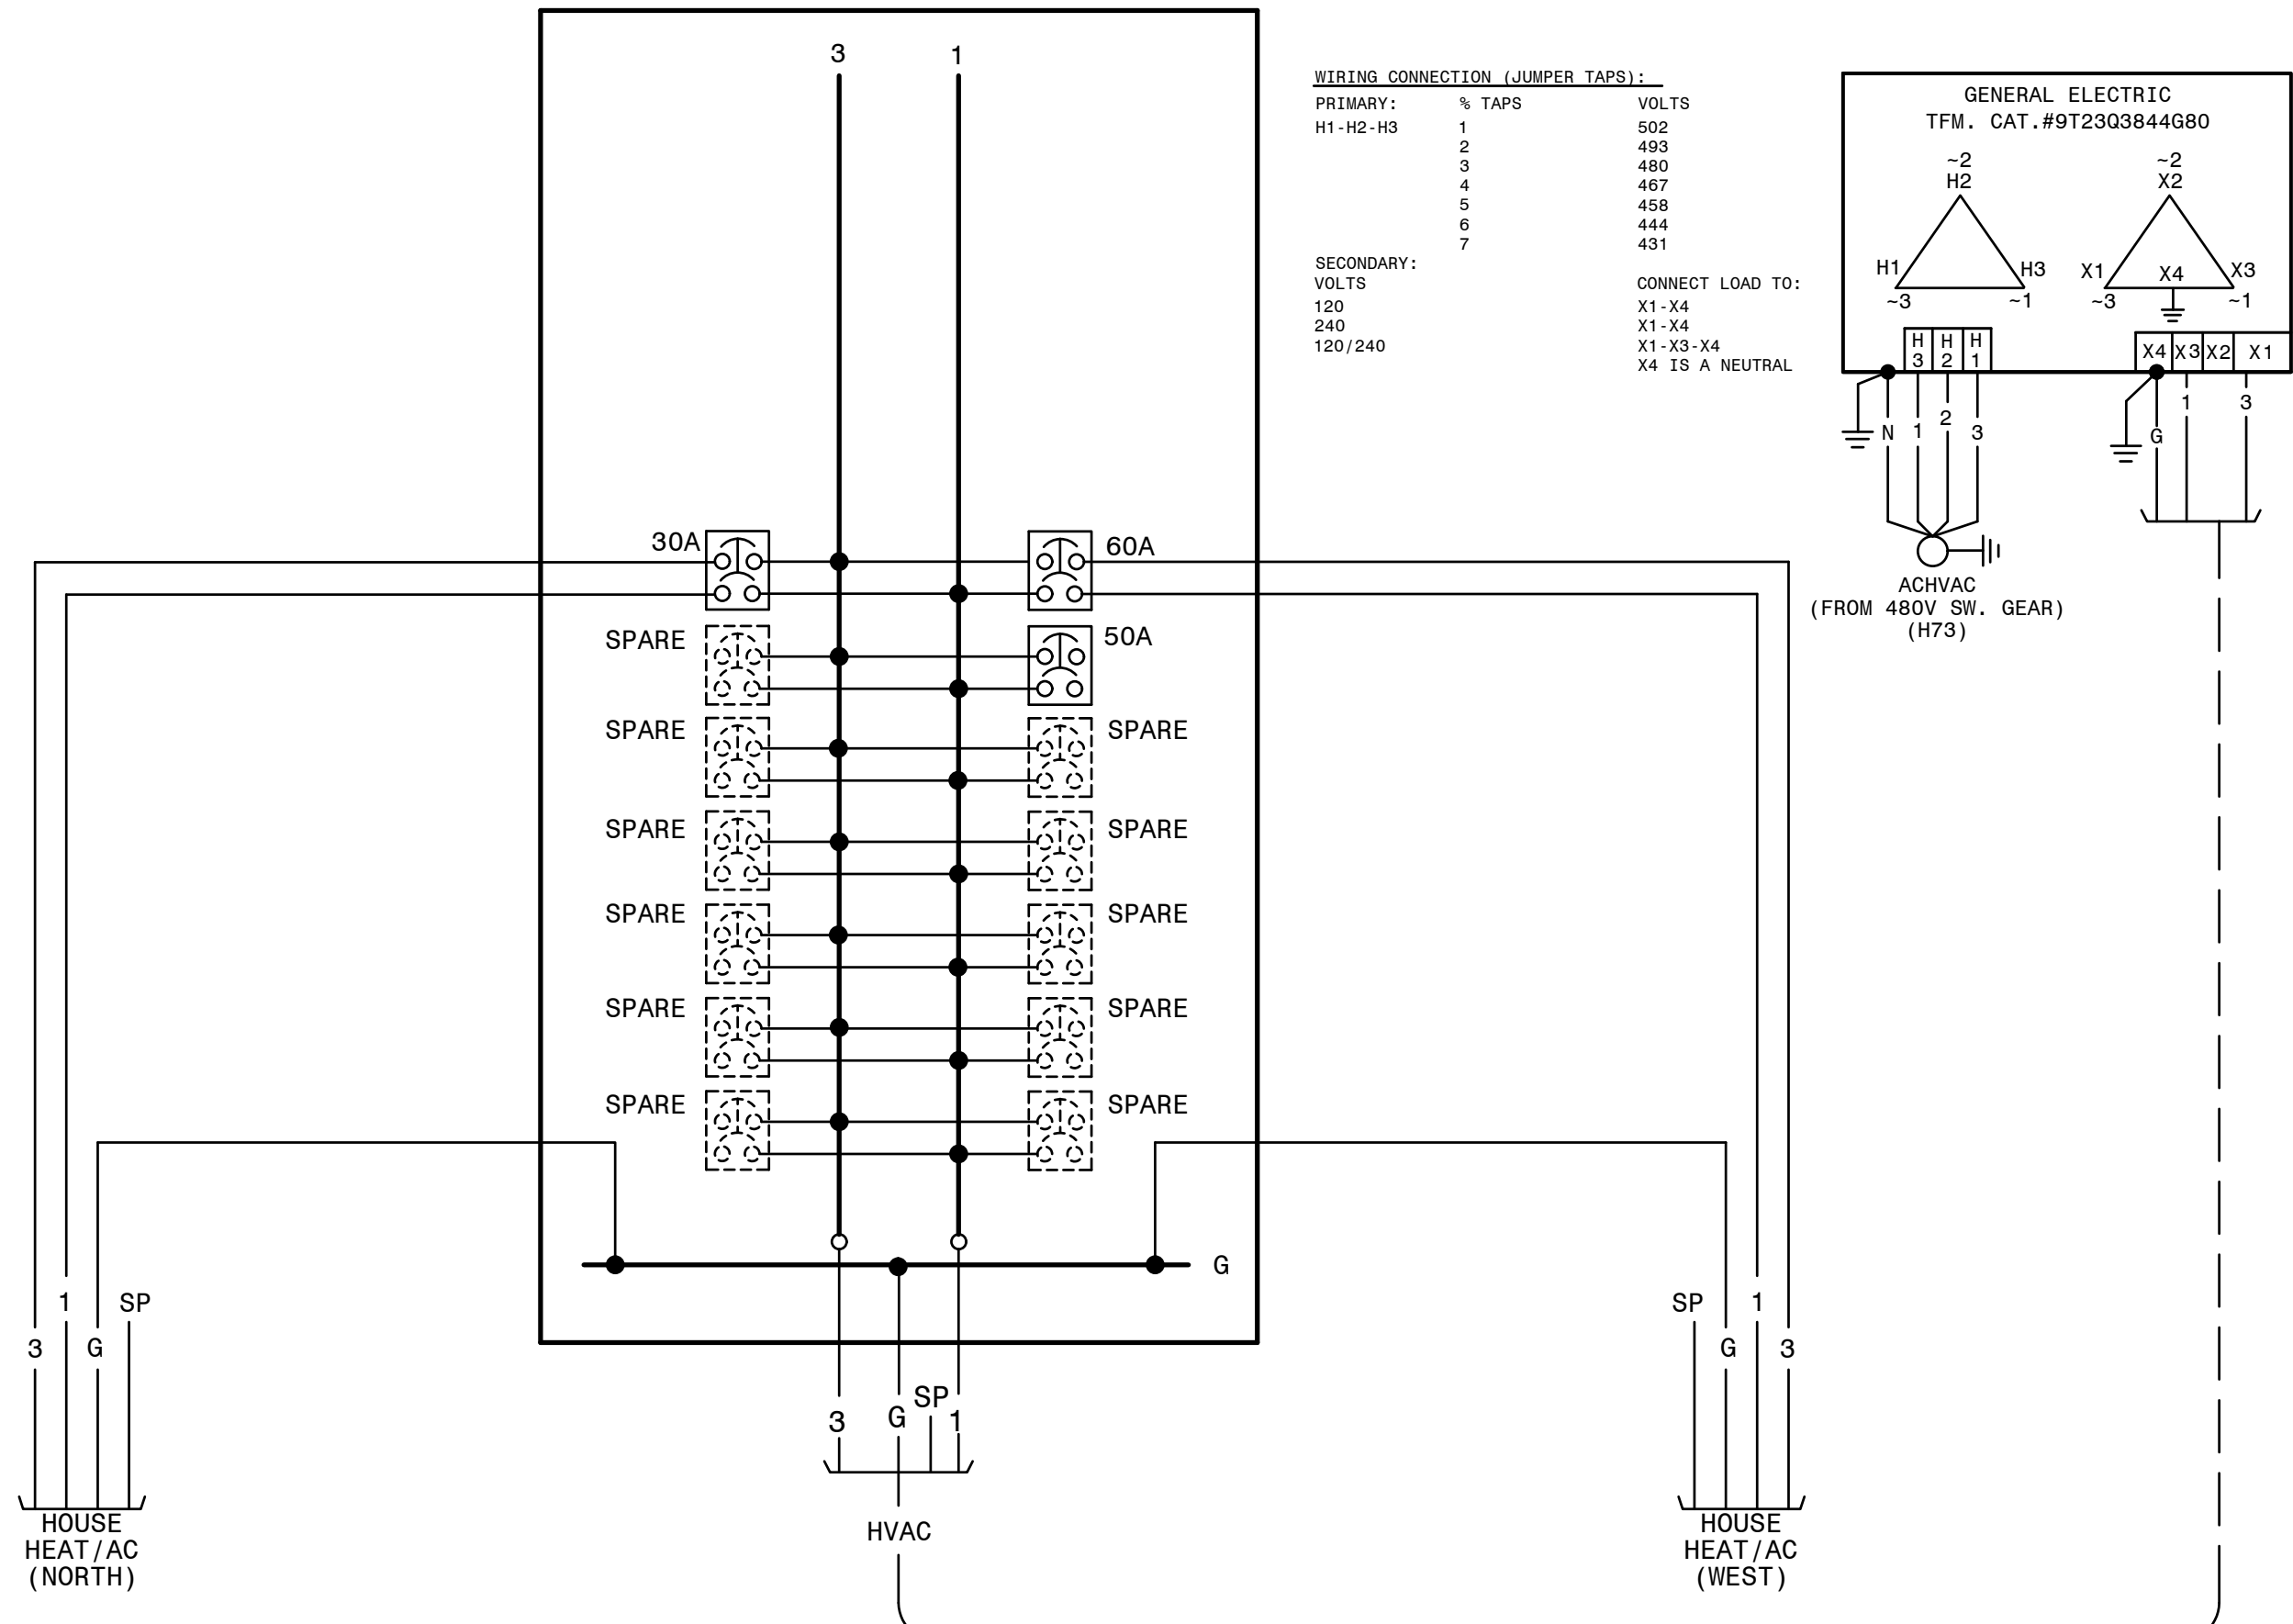 3 1
WIRING CONNECTION (JUMPER TAPS):
PRIMARY: % TAPS VOLTS
H1-H2-H3 1 502
2 493
3 480
4 467
5 458
6 444
7 431
SECONDARY:
VOLTS CONNECT LOAD TO:
120 X1-X4
240 X1-X4
120/240 X1-X3-X4
X4 IS A NEUTRAL
GENERAL ELECTRIC
TFM. CAT.#9T23Q3844G80
~2 ~2
H2 X2
H1 H3 X1 X4 X3
~3 ~1 ~3 ~1
H3 H2 H1 X4 X3 X2 X1
N 1 2 3 G 1 3
ACHVAC
(FROM 480V SW. GEAR)
(H73)
30A 60A
SPARE 50A
SPARE SPARE
SPARE SPARE
SPARE SPARE
SPARE SPARE
SPARE SPARE
G
3 1 G SP
SP G 1 3
3 G SP 1
HVAC
HOUSE
HEAT/AC
(NORTH)
HOUSE
HEAT/AC
(WEST)